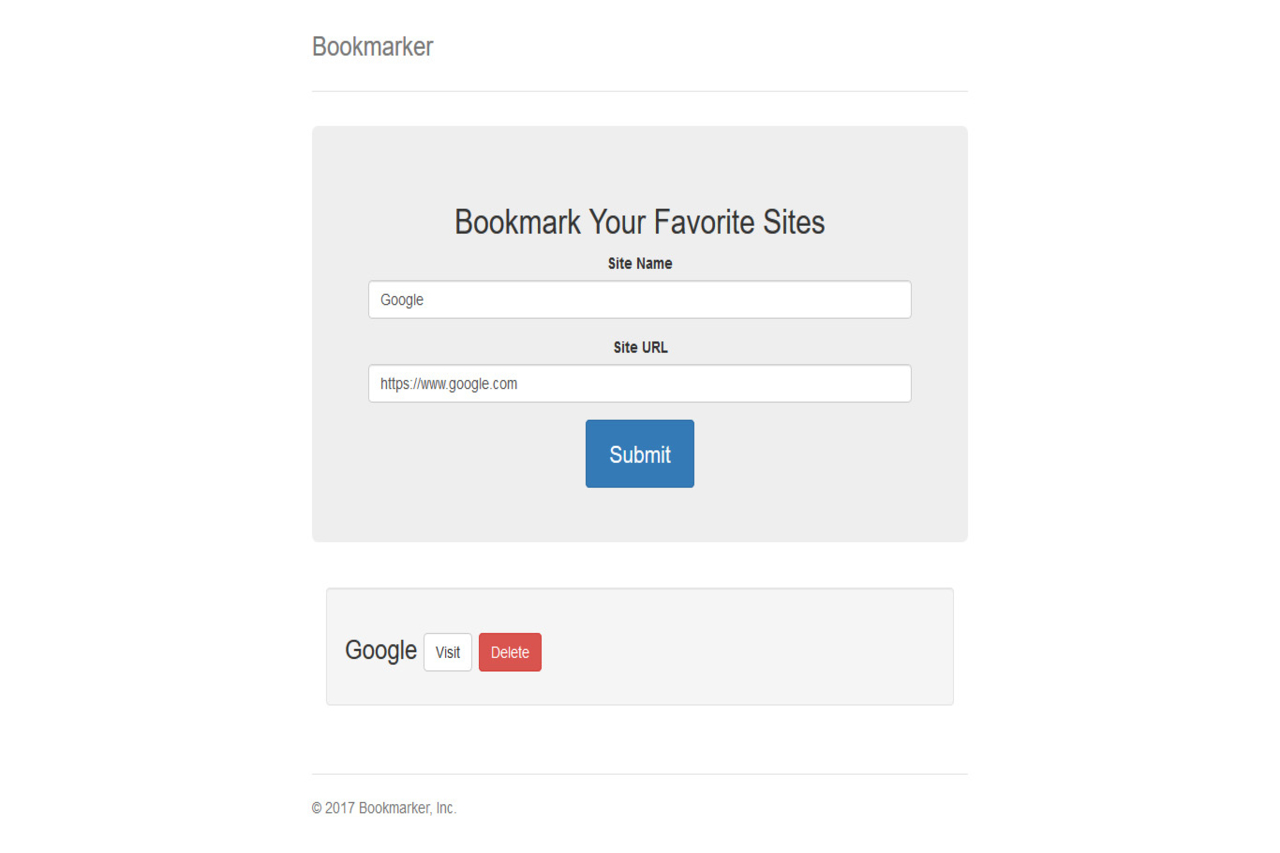 Bookmarker
Bookmark Your Favorite Sites
Site Name
Google
Site URL
https://www.google.com
Submit
Google Visit Delete
© 2017 Bookmarker, Inc.